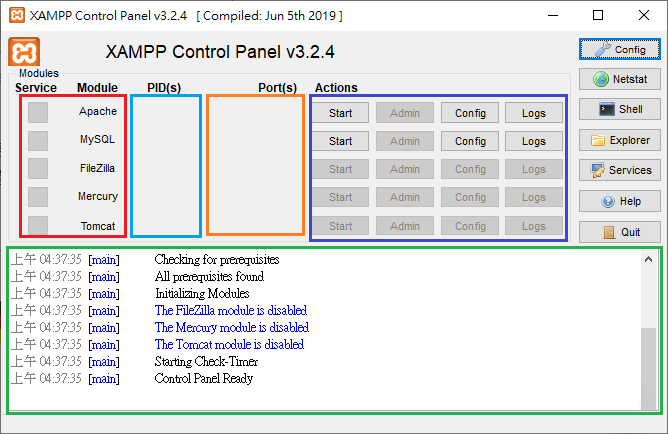 XAMPP Control Panel v3.2.4 [ Compiled: Jun 5th 2019 ]
XAMPP Control Panel v3.2.4
Config
Modules
Service Module PID(s) Port(s) Actions
Netstat
Apache Start Admin Config Logs
Shell
MySQL Start Admin Config Logs
Explorer
FileZilla Start Admin Config Logs
Services
Mercury Start Admin Config Logs
Help
Tomcat Start Admin Config Logs
Quit
上午 04:37:35 [main] Checking for prerequisites
上午 04:37:35 [main] All prerequisites found
上午 04:37:35 [main] Initializing Modules
上午 04:37:35 [main] The FileZilla module is disabled
上午 04:37:35 [main] The Mercury module is disabled
上午 04:37:35 [main] The Tomcat module is disabled
上午 04:37:35 [main] Starting Check-Timer
上午 04:37:35 [main] Control Panel Ready